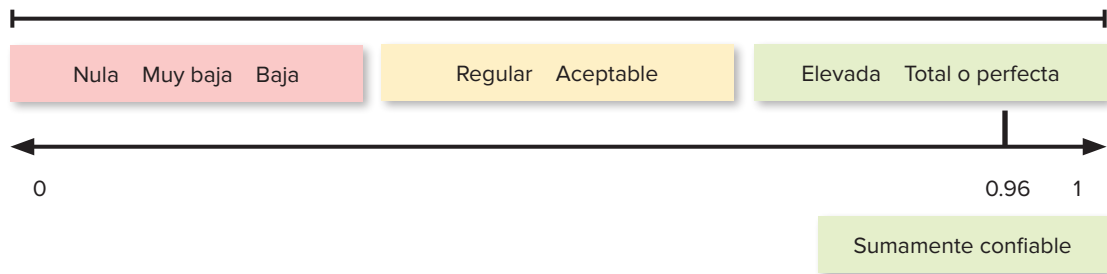 Nula Muy baja Baja Regular Aceptable Elevada Total o perfecta
0 0.96 1
Sumamente confiable